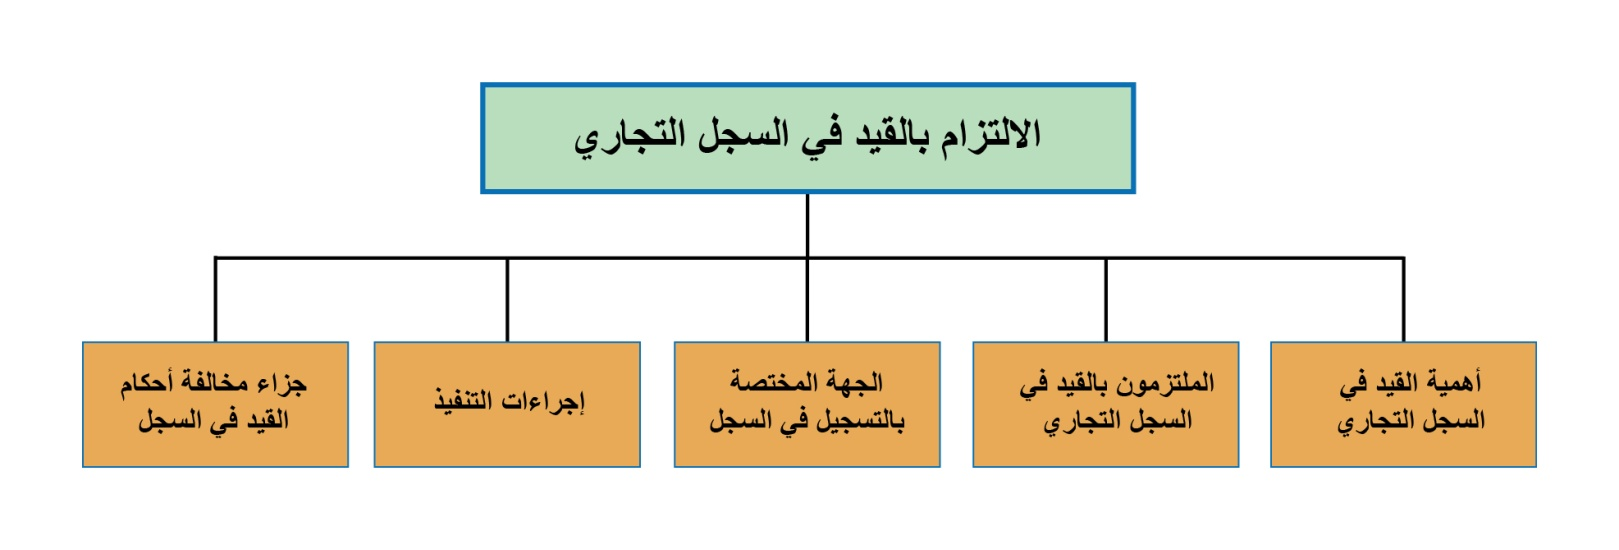 الالتزام بالقيد في السجل التجاري
أهمية القيد في
السجل التجاري
الملتزمون بالقيد في
السجل التجاري
الجهة المختصة
بالتسجيل في السجل
إجراءات التنفيذ
جزاء مخالفة أحكام
القيد في السجل